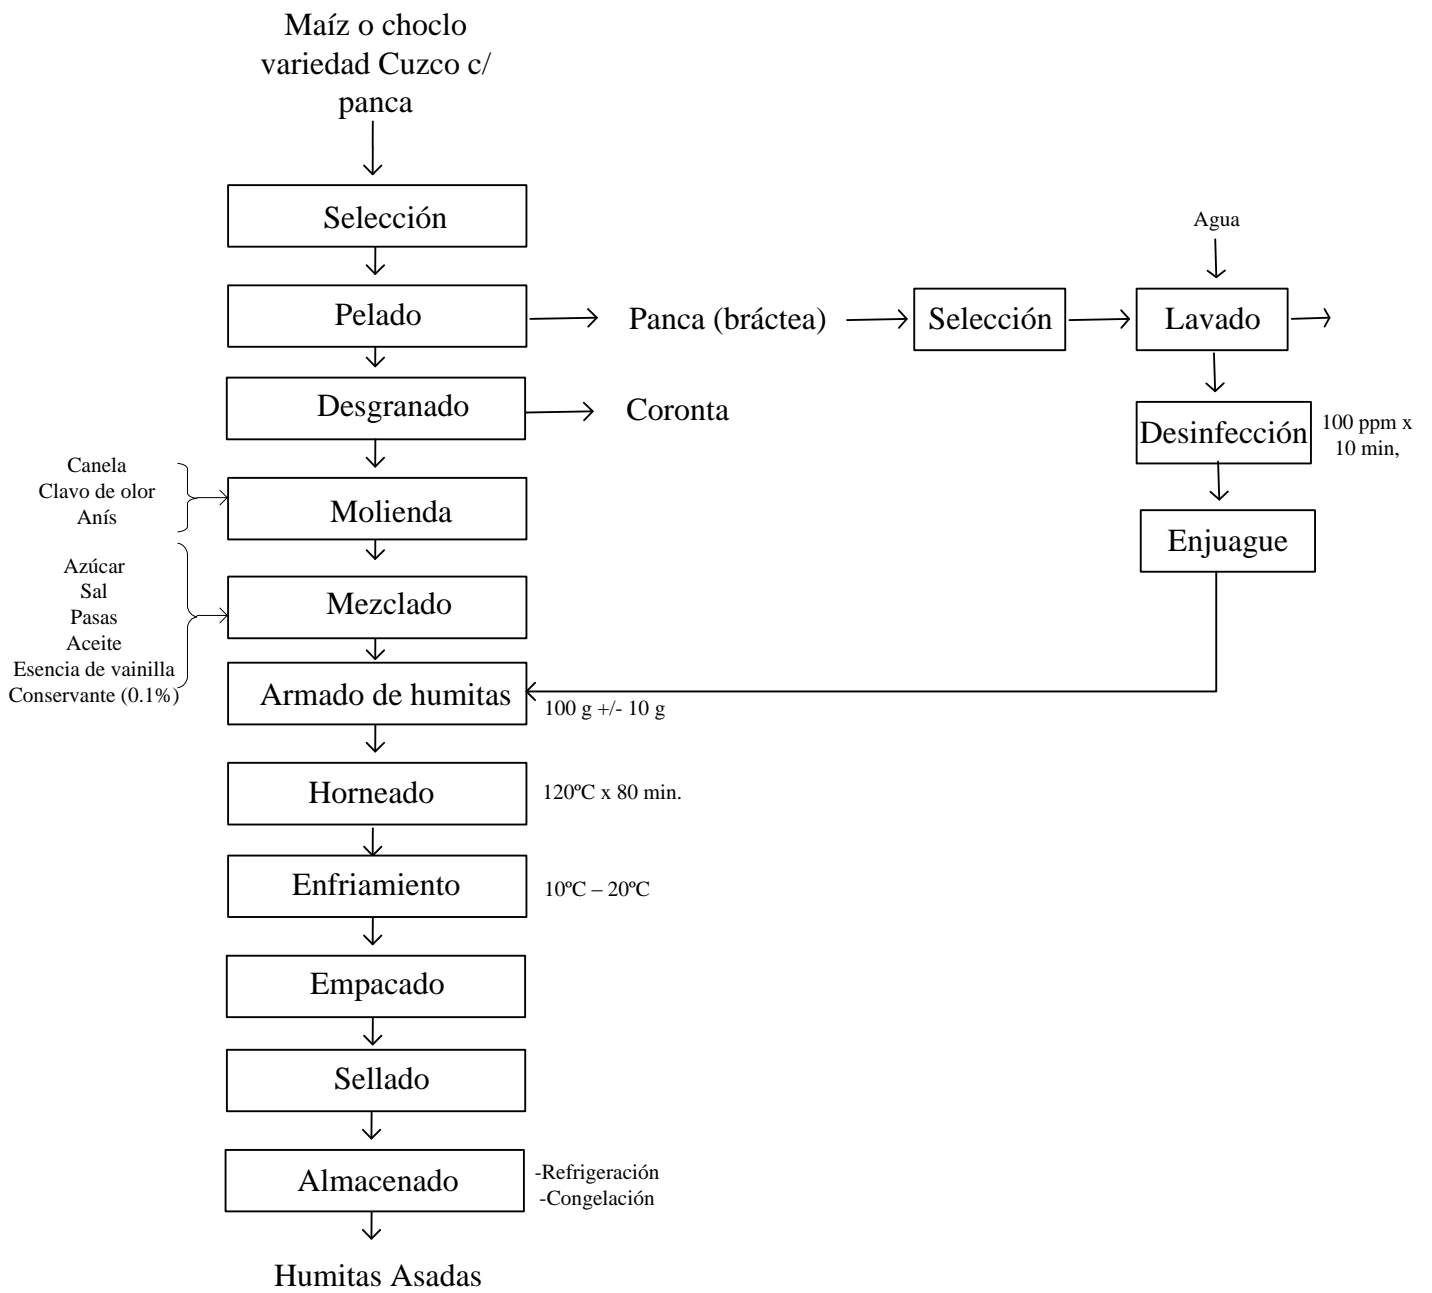 Maíz o choclo
variedad Cuzco c/
panca
Selección
Agua
Pelado
Panca (bráctea)
Selección
Lavado
Desgranado
Coronta
Desinfección
100 ppm x
10 min,
Canela
Clavo de olor
Anís
Molienda
Enjuague
Azúcar
Sal
Pasas
Aceite
Esencia de vainilla
Conservante (0.1%)
Mezclado
Armado de humitas
100 g +/- 10 g
Horneado
120ºC x 80 min.
Enfriamiento
10ºC – 20ºC
Empacado
Sellado
Almacenado
-Refrigeración
-Congelación
Humitas Asadas